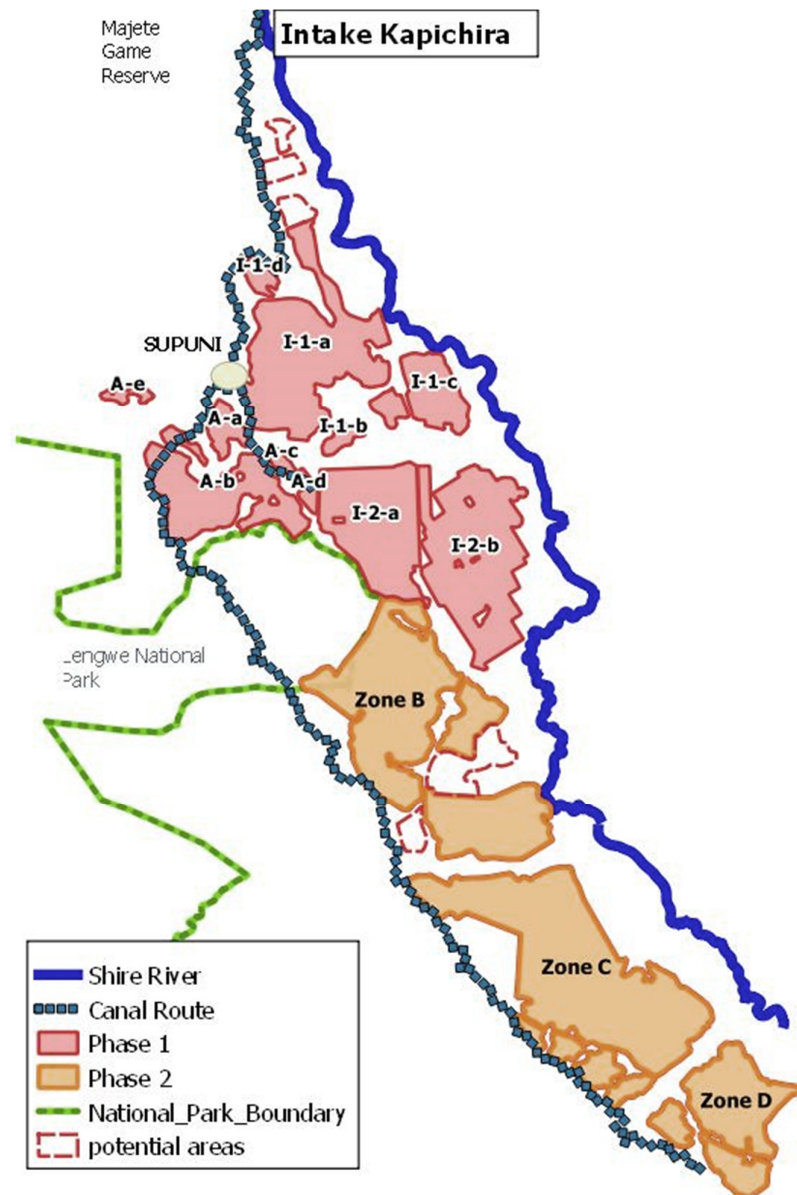 Majete
Game
Reserve
Intake Kapichira
I-1-d
SUPUNI
I-1-a
A-e
I-1-c
A-a
I-1-b
A-c
A-b
A-d
I-2-a
I-2-b
Lengwe National
Park
Zone B
Zone C
Zone D
Shire River
Canal Route
Phase 1
Phase 2
National_Park_Boundary
potential areas